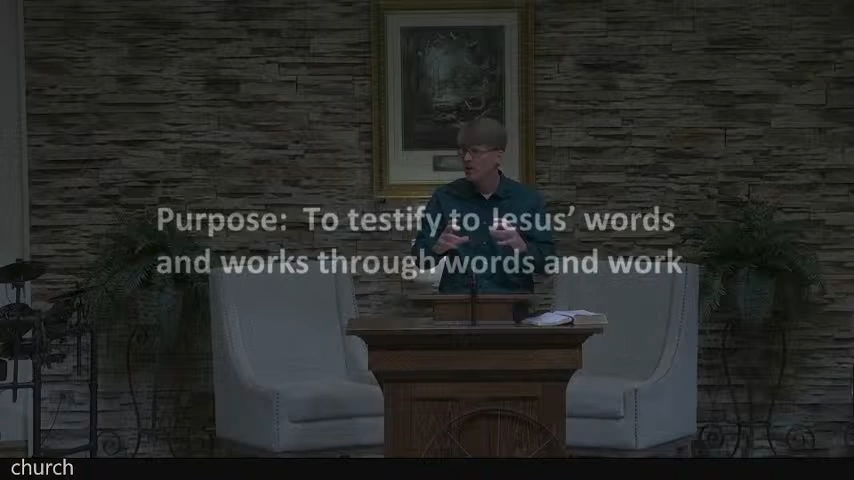 Purpose: To testify to Jesus’ words
and works through words and work
church